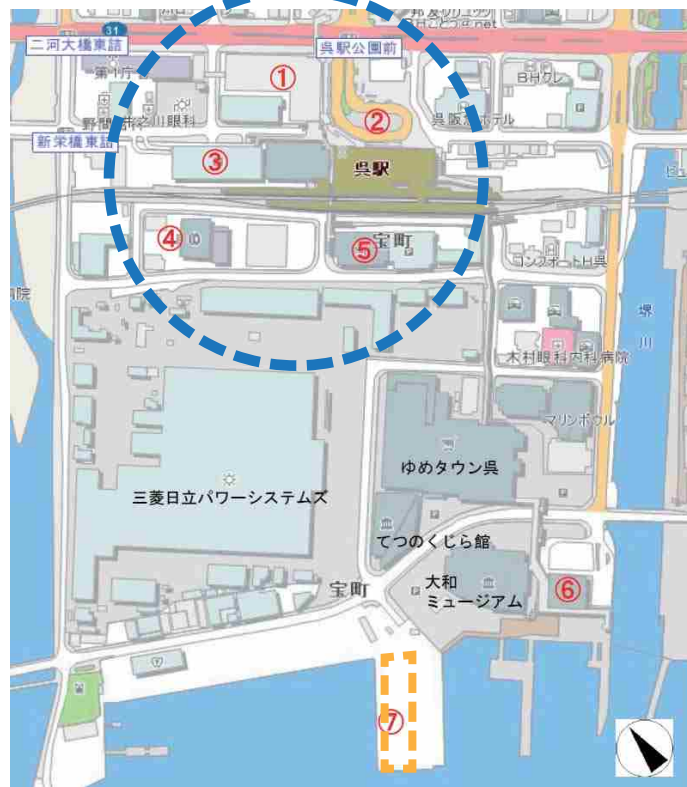 31
二河大橋東詰
呉駅公園前
①
第1庁
BHクレ
②
野間
井之川眼科
呉阪急ホテル
新栄橋東詰
③
呉駅
④
⑤
宝町
コンフォートH呉
院
堺川
木村眼科内科病院
マリンボウル
ゆめタウン呉
三菱日立パワーシステムズ
てつのくじら館
宝町
大和
ミュージアム
⑥
⑦